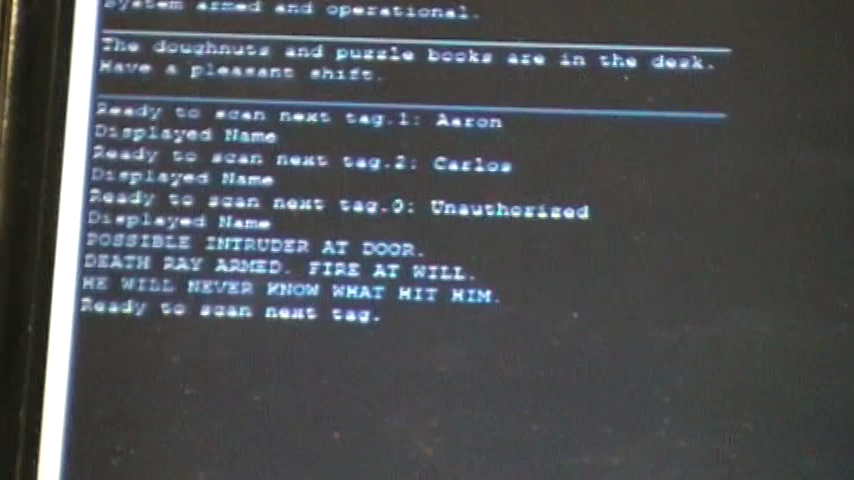 System armed and operational.
The doughnuts and puzzle books are in the desk.
Have a pleasant shift.
Ready to scan next tag.1: Aaron
Displayed Name
Ready to scan next tag.2: Carlos
Displayed Name
Ready to scan next tag.0: Unauthorized
Displayed Name
POSSIBLE INTRUDER AT DOOR.
DEATH RAY ARMED. FIRE AT WILL.
HE WILL NEVER KNOW WHAT HIT HIM.
Ready to scan next tag.